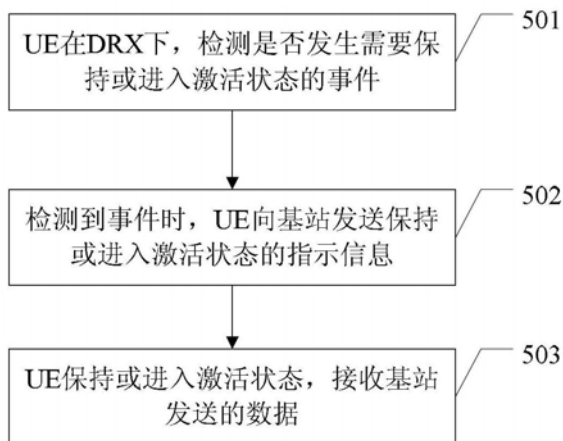 501
UE在DRX下，检测是否发生需要保
持或进入激活状态的事件
502
检测到事件时，UE向基站发送保持
或进入激活状态的指示信息
503
UE保持或进入激活状态，接收基站
发送的数据